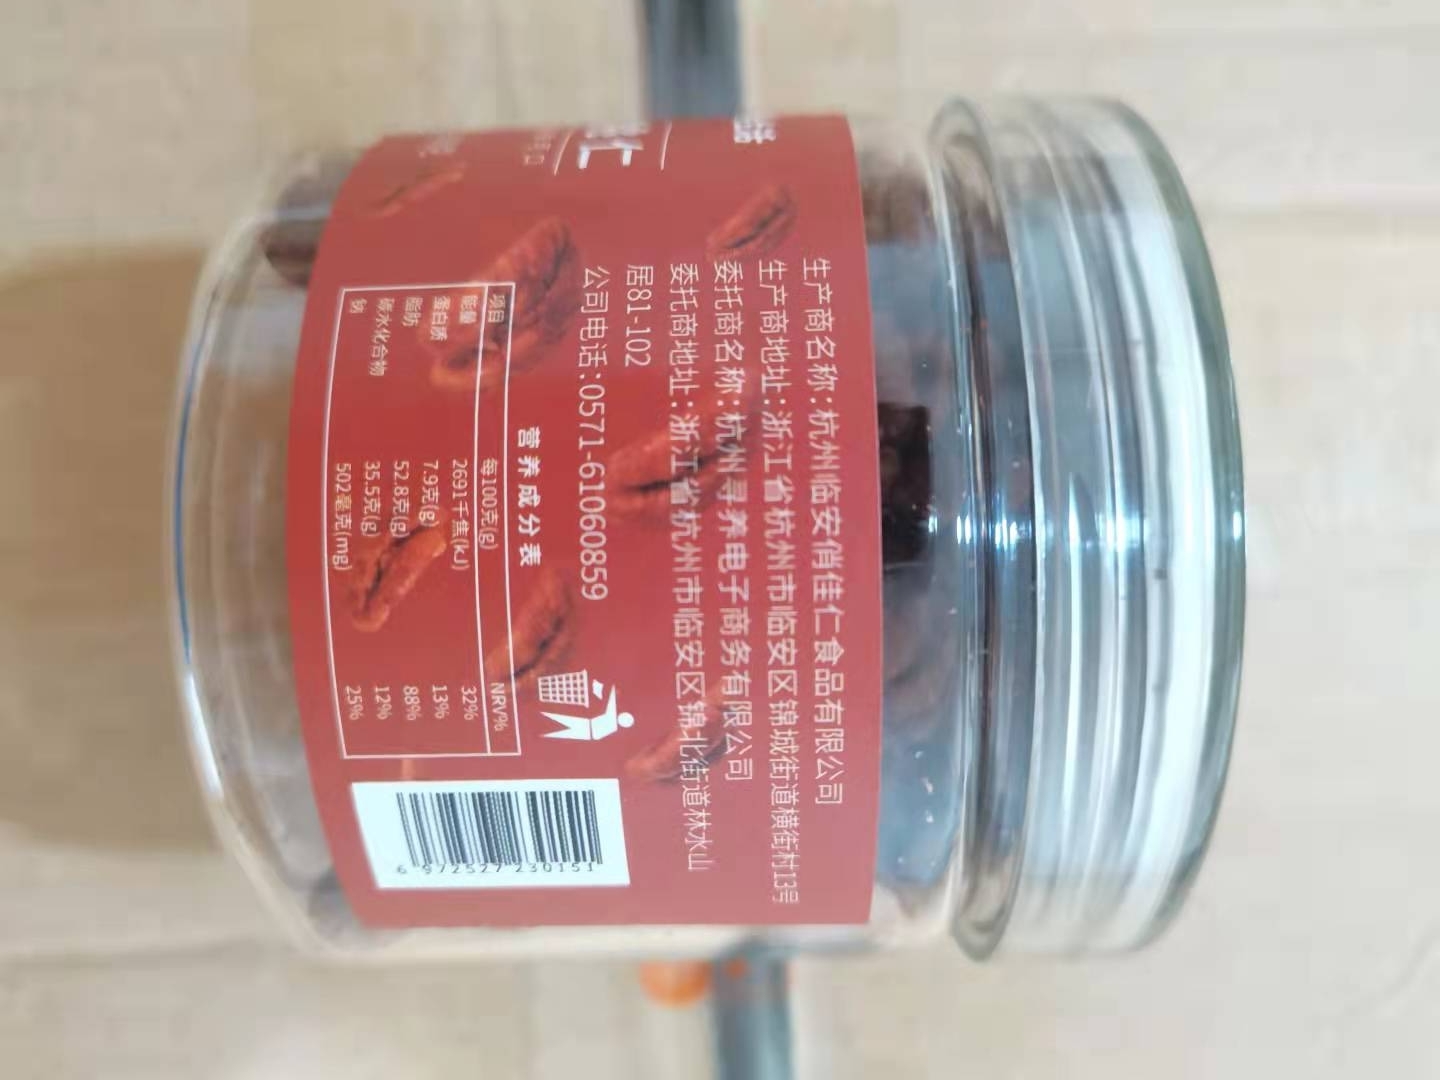 仁
生产商名称:杭州临安俏佳仁食品有限公司
生产商地址:浙江省杭州市临安区锦城街道横街村13号
委托商名称:杭州寻养电子商务有限公司
委托商地址:浙江省杭州市临安区锦北街道林水山
居81-102
公司电话:0571-61060859
营养成分表
项目 每100克(g) NRV%
能量 2691千焦(kJ) 32%
蛋白质 7.9克(g) 13%
脂肪 52.8克(g) 88%
碳水化合物 35.5克(g) 12%
钠 502毫克(mg) 25%
6 972527 230151